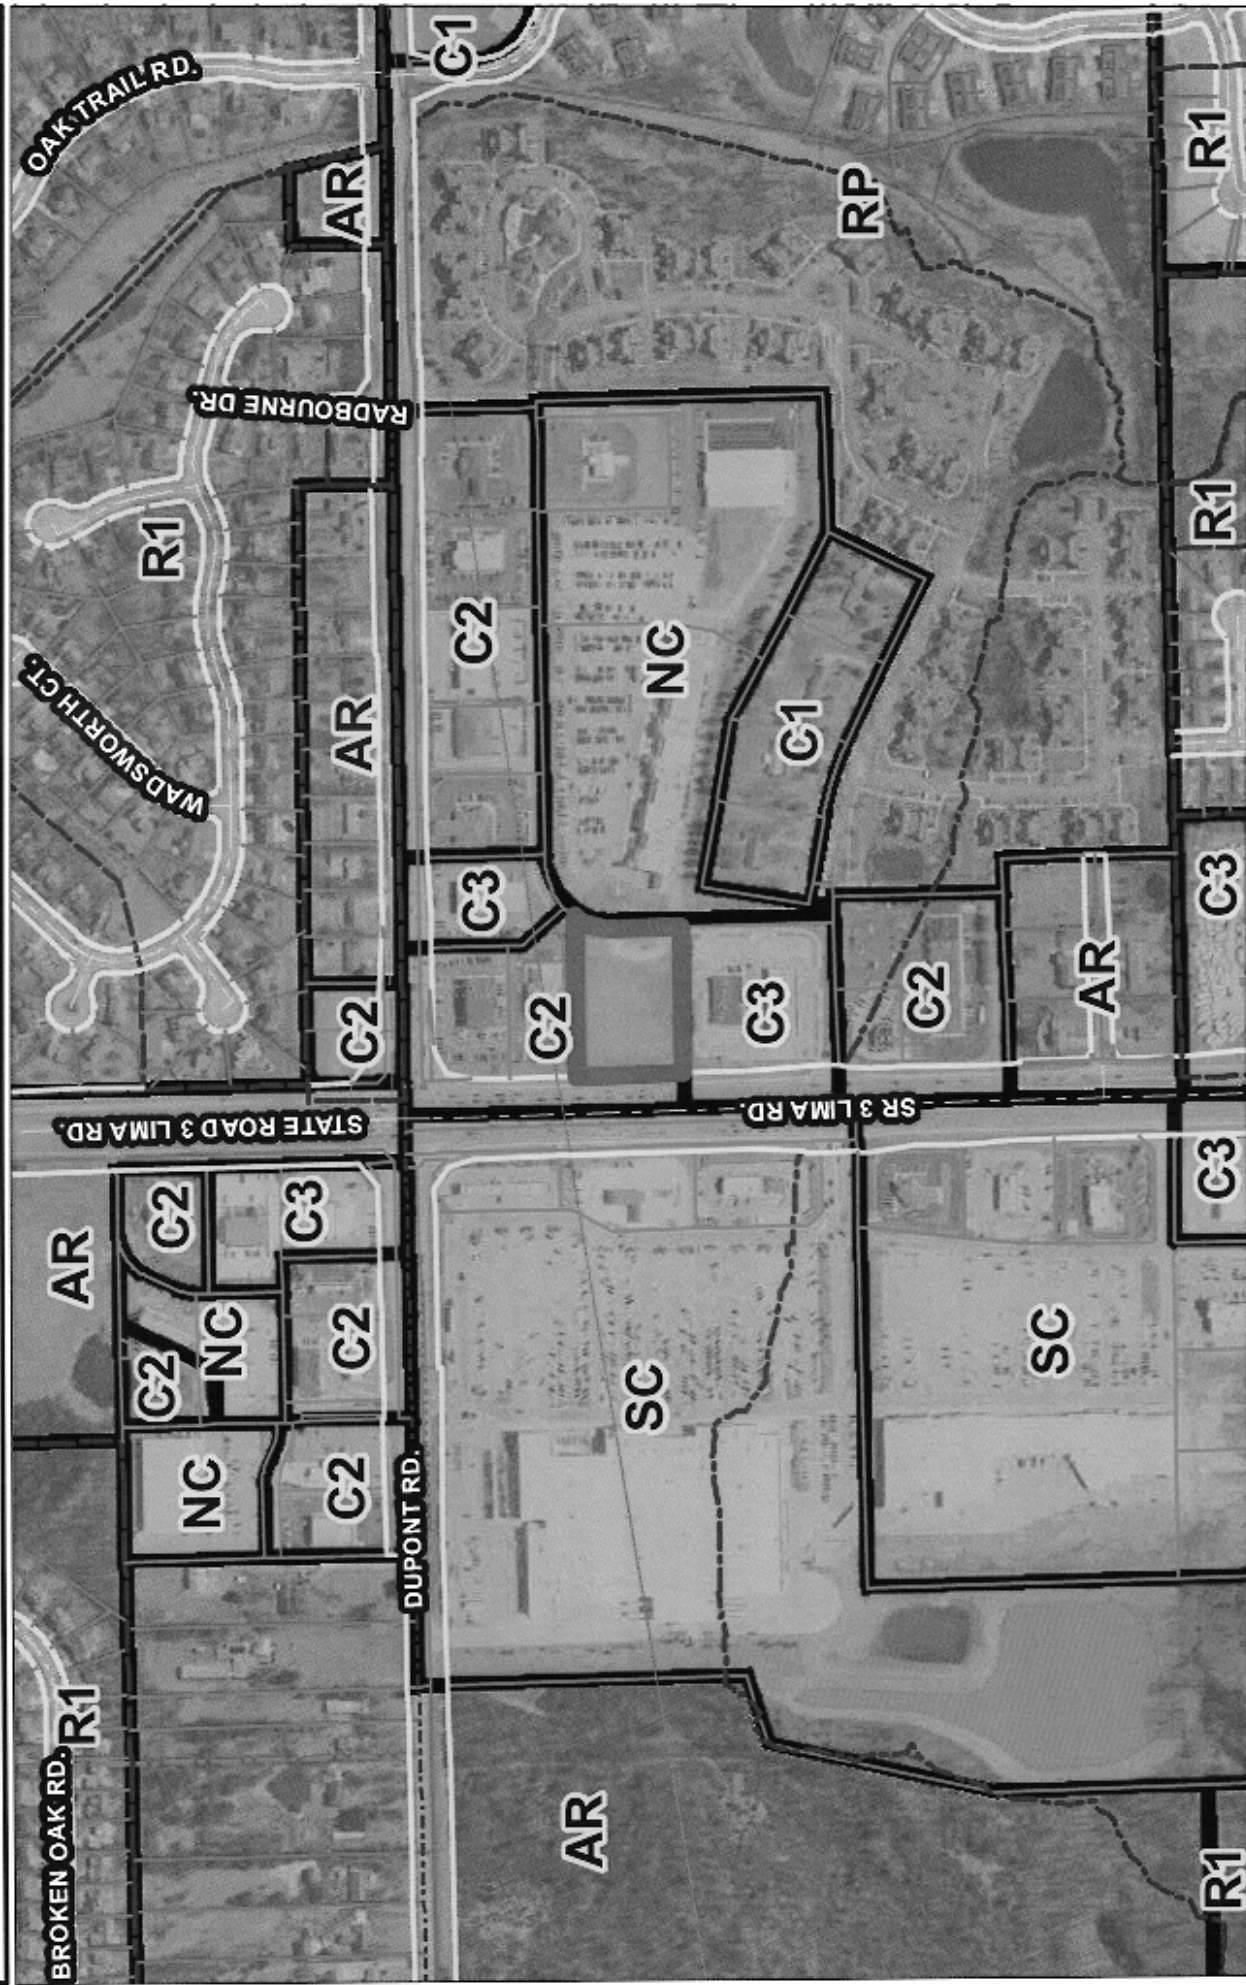 BROKEN OAK RD.
R1
AR
STATE ROAD 3 LIMA RD.
WADSWORTH CT.
R1
OAK TRAIL RD.
C2
C2
NC
NC
C3
C2
C2
C2
AR
RADBOURNE DR.
AR
DUPONT RD.
C1
C3
C2
C2
AR
SC
NC
C3
C1
SR 3 LIMA RD.
RP
C2
SC
AR
R1
C3
C3
R1
R1